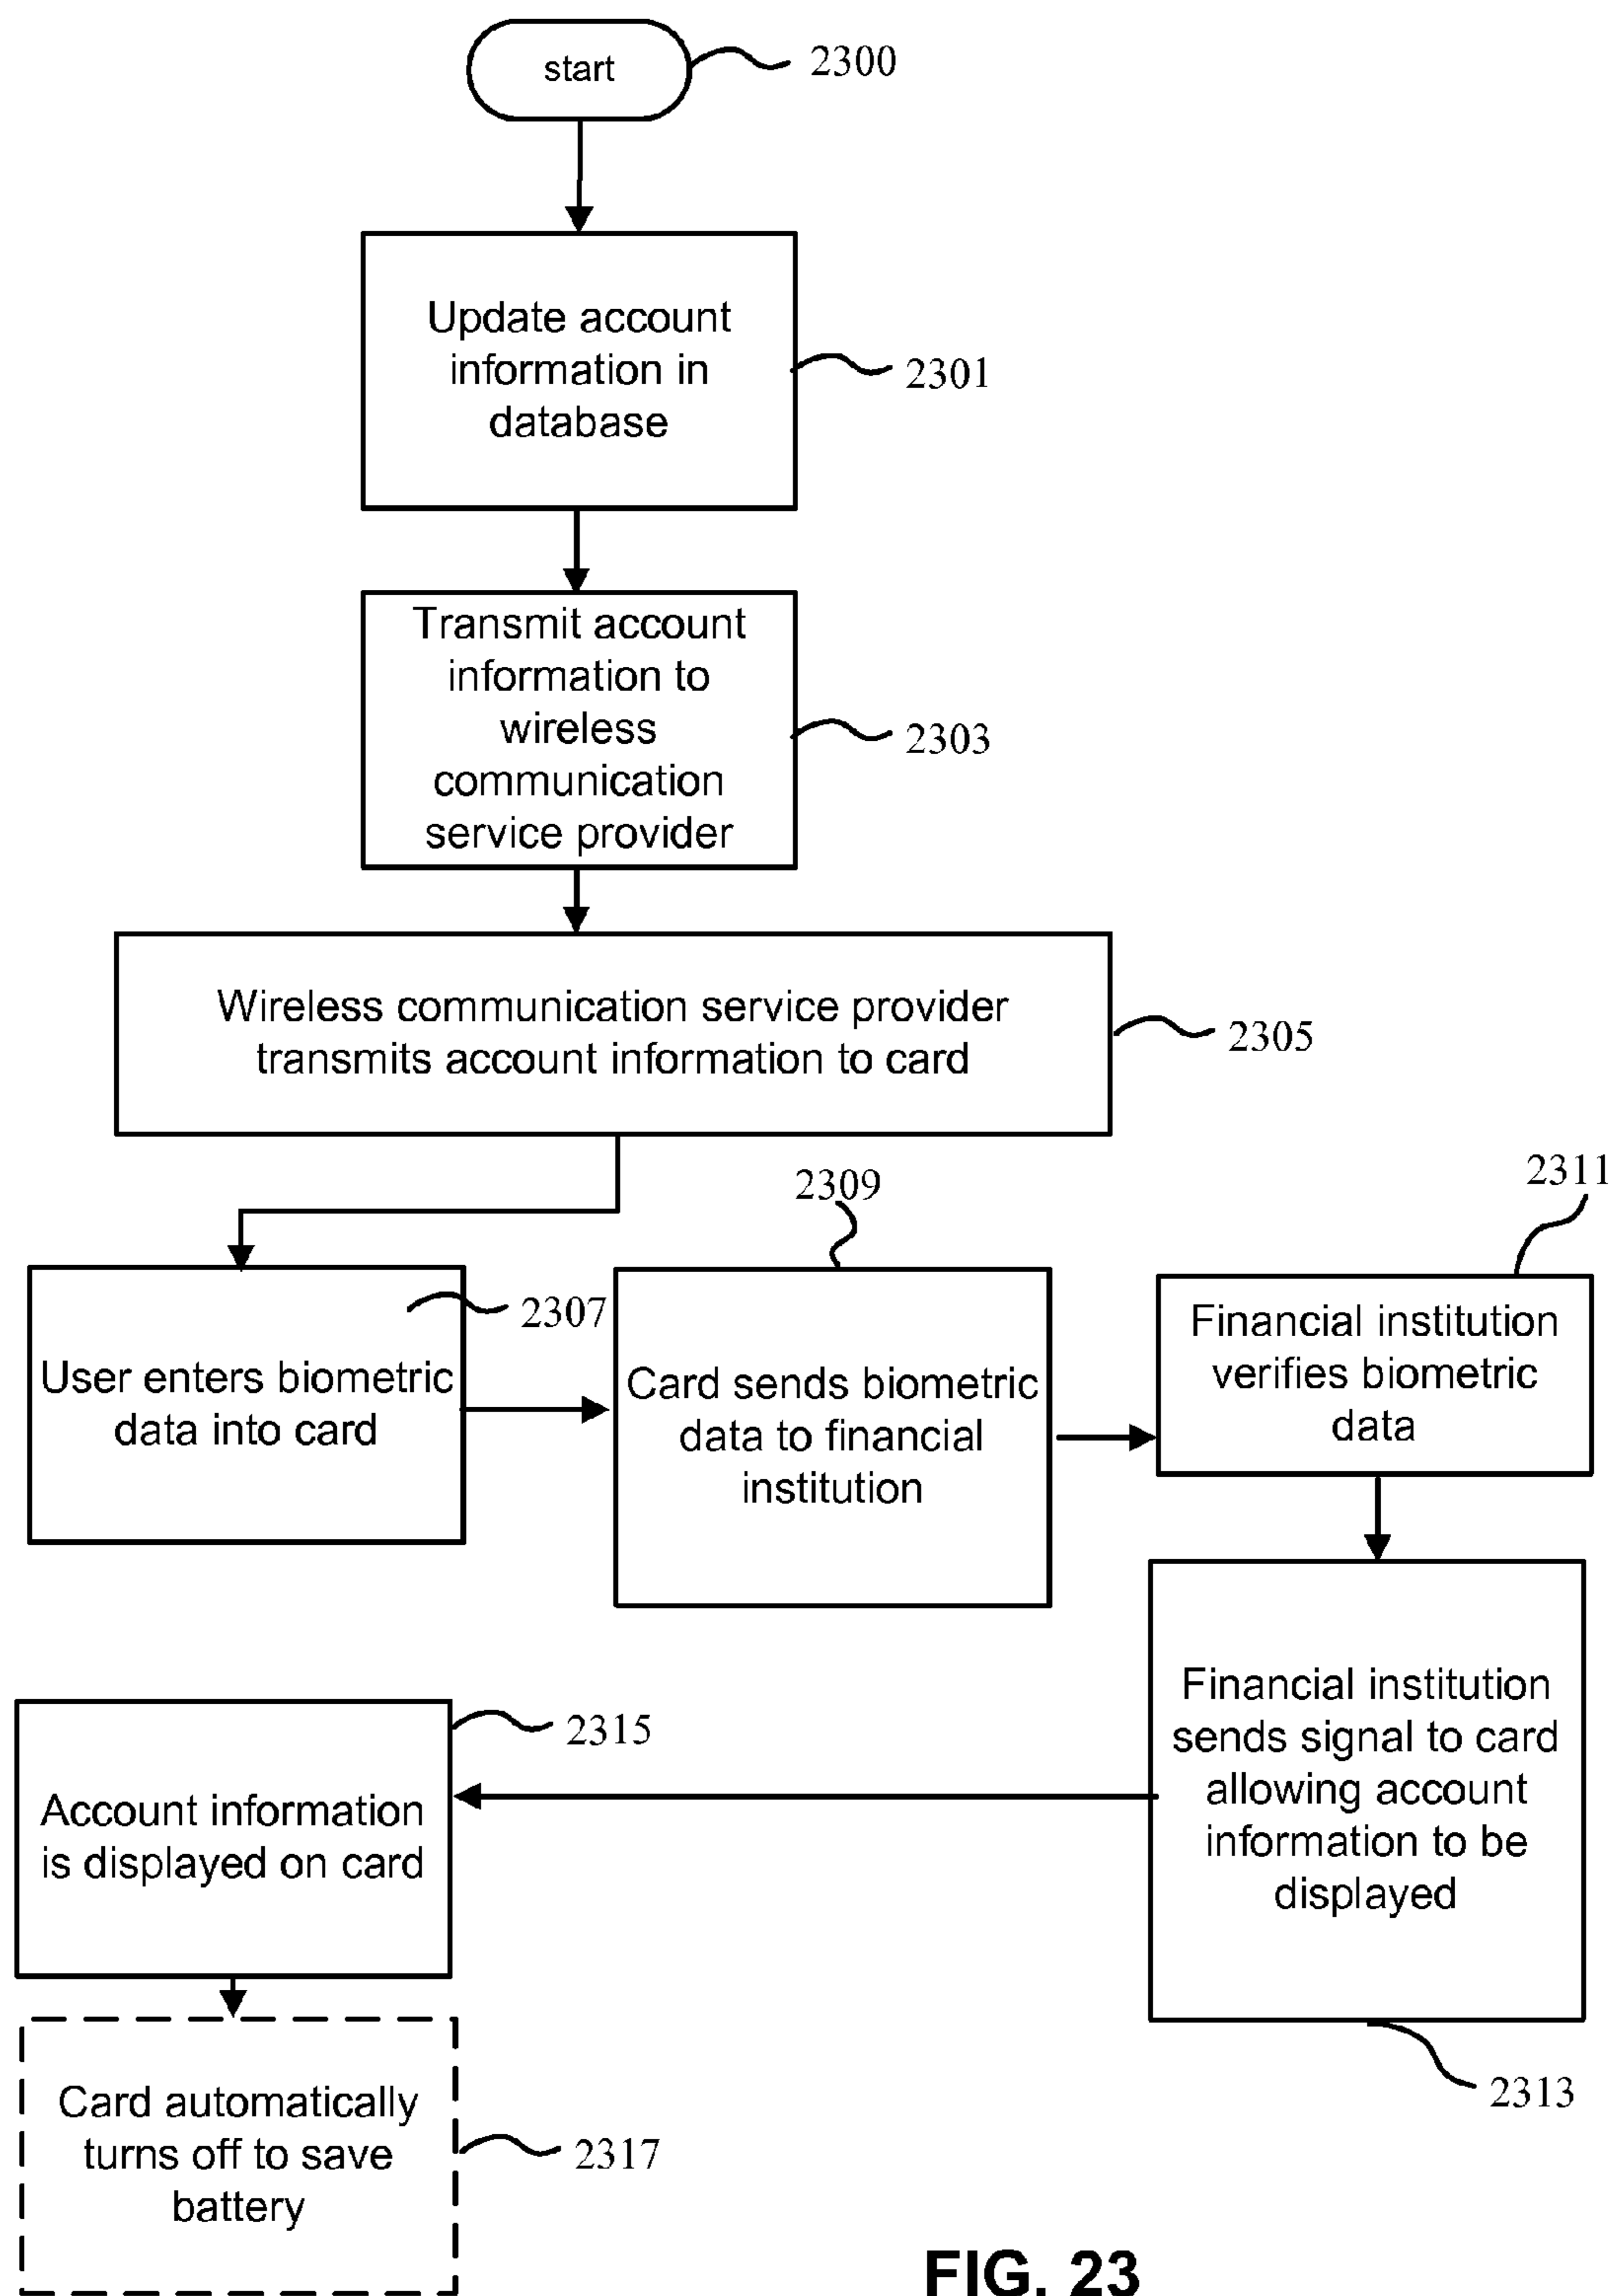 start
2300
Update account
information in
database
2301
Transmit account
information to
wireless
communication
service provider
2303
Wireless communication service provider
transmits account information to card
2305
2307
User enters biometric
data into card
2309
Card sends biometric
data to financial
institution
2311
Financial institution
verifies biometric
data
Financial institution
sends signal to card
allowing account
information to be
displayed
2313
2315
Account information
is displayed on card
Card automatically
turns off to save
battery
2317
FIG. 23